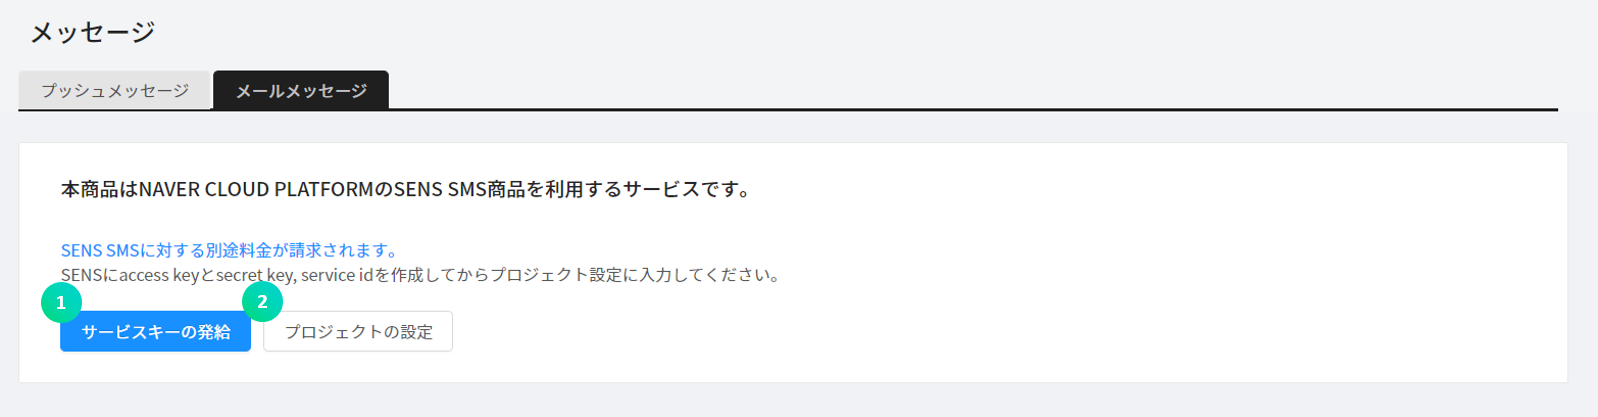 メッセージ
プッシュメッセージ メールメッセージ
本商品はNAVER CLOUD PLATFORMのSENS SMS商品を利用するサービスです。
SENS SMSに対する別途料金が請求されます。
SENSにaccess keyとsecret key, service idを作成してからプロジェクト設定に入力してください。
1 2
サービスキーの発給 プロジェクトの設定